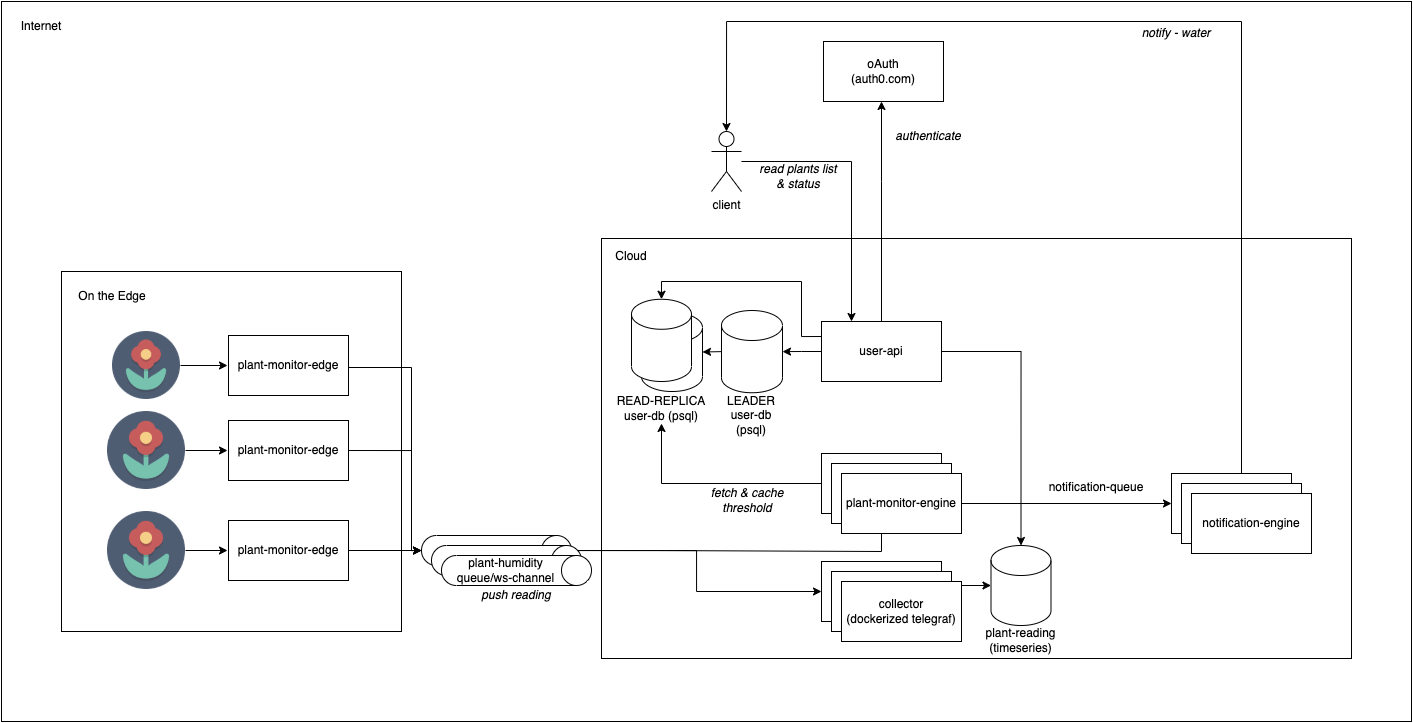 Internet
notify - water
oAuth
(auth0.com)
authenticate
read plants list
& status
client
Cloud
On the Edge
plant-monitor-edge
plant-monitor-edge
plant-monitor-edge
user-api
READ-REPLICA
user-db (psql)
LEADER
user-db
(psql)
fetch & cache
threshold
plant-monitor-engine
notification-queue
notification-engine
plant-humidity
queue/ws-channel
push reading
collector
(dockerized telegraf)
plant-reading
(timeseries)